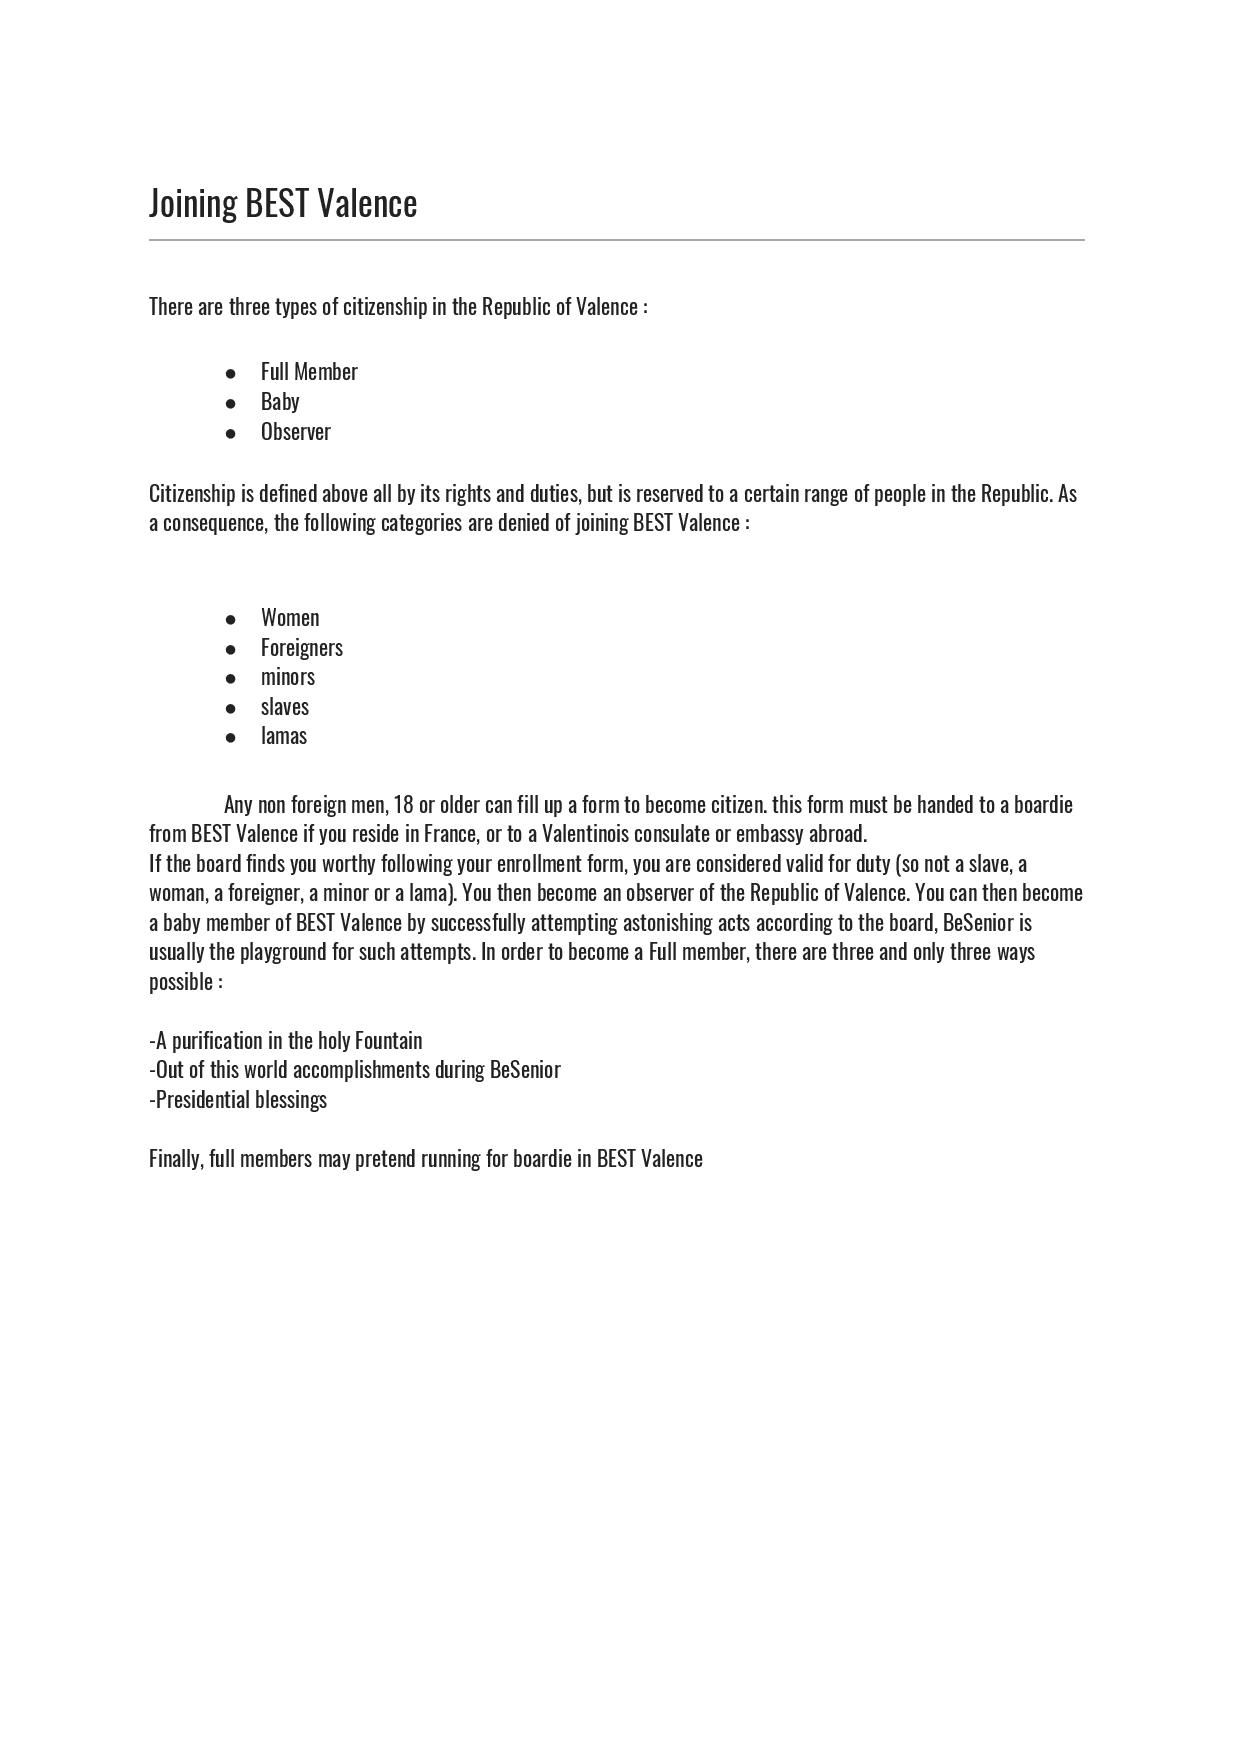 Joining BEST Valence
There are three types of citizenship in the Republic of Valence :
● Full Member
● Baby
● Observer
Citizenship is defined above all by its rights and duties, but is reserved to a certain range of people in the Republic. As
a consequence, the following categories are denied of joining BEST Valence :
● Women
● Foreigners
● minors
● slaves
● lamas
Any non foreign men, 18 or older can fill up a form to become citizen. this form must be handed to a boardie
from BEST Valence if you reside in France, or to a Valentinois consulate or embassy abroad.
If the board finds you worthy following your enrollment form, you are considered valid for duty (so not a slave, a
woman, a foreigner, a minor or a lama). You then become an observer of the Republic of Valence. You can then become
a baby member of BEST Valence by successfully attempting astonishing acts according to the board, BeSenior is
usually the playground for such attempts. In order to become a Full member, there are three and only three ways
possible :
-A purification in the holy Fountain
-Out of this world accomplishments during BeSenior
-Presidential blessings
Finally, full members may pretend running for boardie in BEST Valence